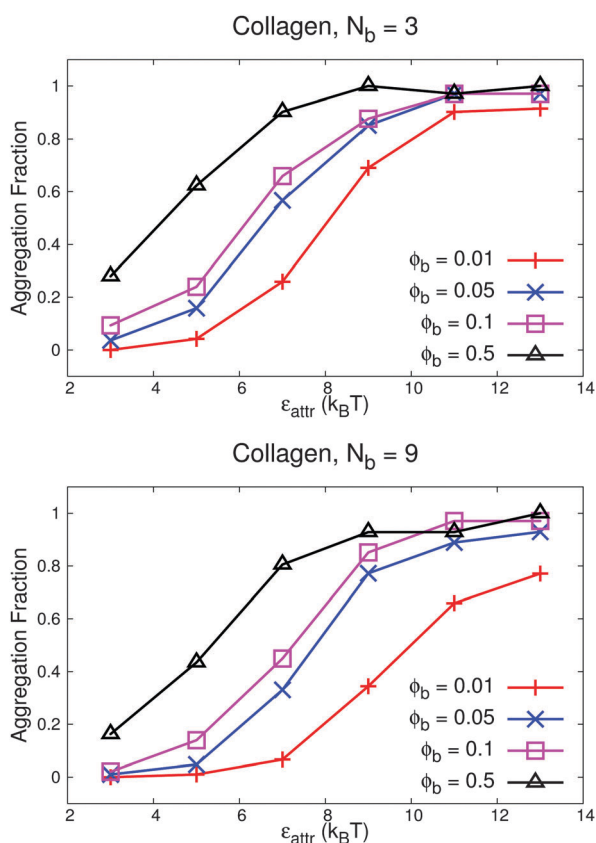 Collagen, N_b = 3
Aggregation Fraction
1
0.8
0.6
0.4
0.2
0
ϕ_b = 0.01
ϕ_b = 0.05
ϕ_b = 0.1
ϕ_b = 0.5
2 4 6 8 10 12 14
ε_attr (k_BT)
Collagen, N_b = 9
Aggregation Fraction
1
0.8
0.6
0.4
0.2
0
ϕ_b = 0.01
ϕ_b = 0.05
ϕ_b = 0.1
ϕ_b = 0.5
2 4 6 8 10 12 14
ε_attr (k_BT)